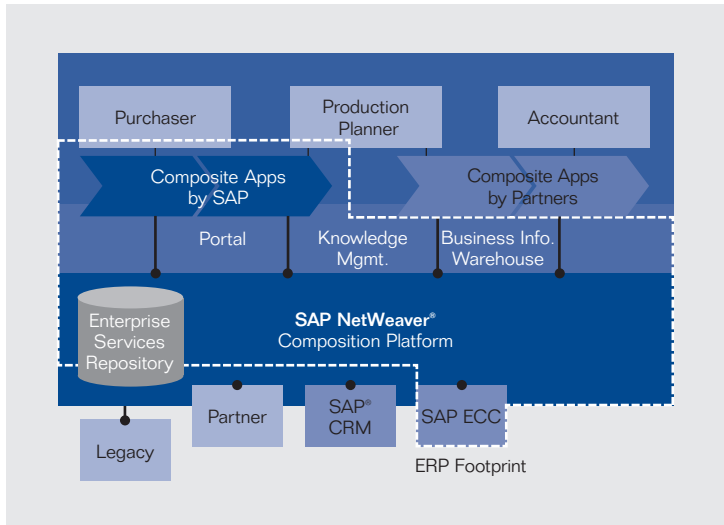 Purchaser
Production
Planner
Accountant
Composite Apps
by SAP
Composite Apps
by Partners
Portal
Knowledge
Mgmt.
Business Info.
Warehouse
Enterprise
Services
Repository
SAP NetWeaver®
Composition Platform
Legacy
Partner
SAP®
CRM
SAP ECC
ERP Footprint